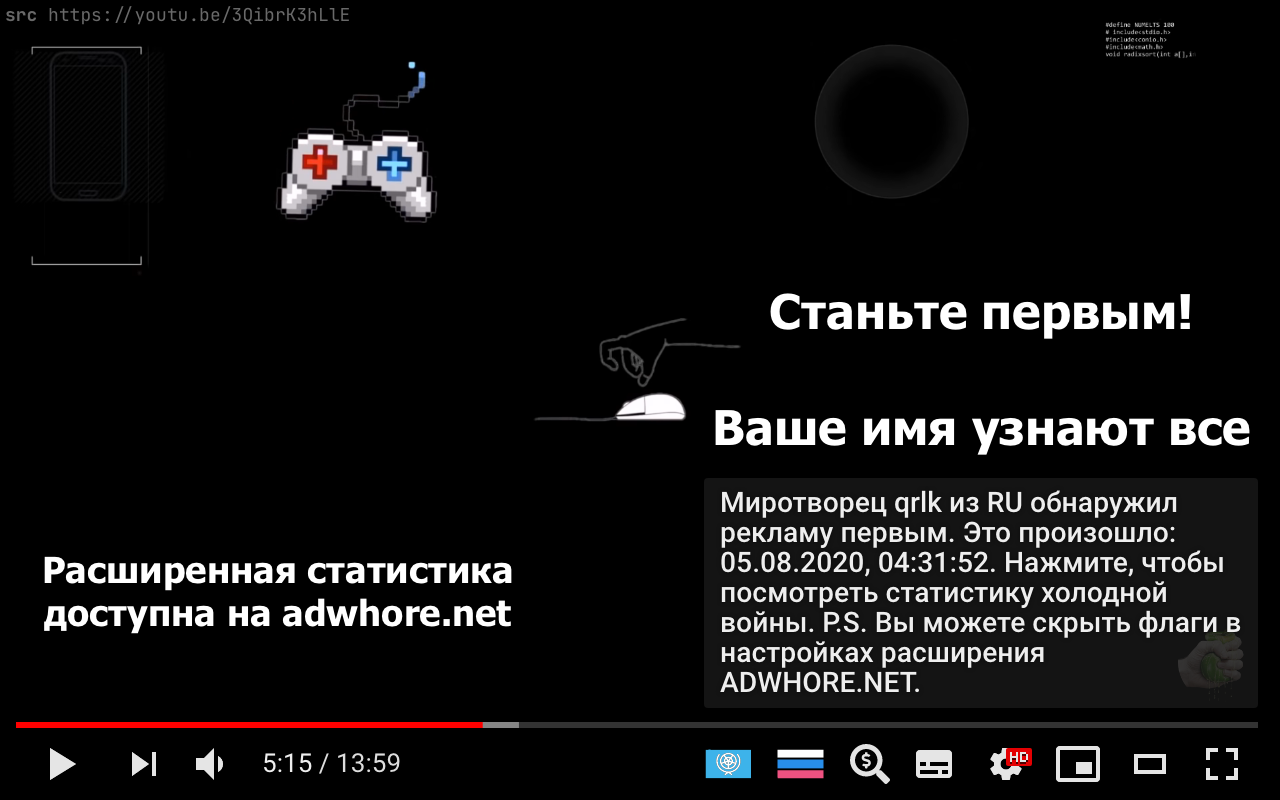 src https://youtu.be/3QibrK3hLlE
#define NUMELTS 100
# include<stdio.h>
#include<conio.h>
#include<math.h>
void radixsort(int a[],i
Станьте первым!
Ваше имя узнают все
Расширенная статистика
доступна на adwhore.net
Миротворец qrlk из RU обнаружил
рекламу первым. Это произошло:
05.08.2020, 04:31:52. Нажмите, чтобы
посмотреть статистику холодной
войны. P.S. Вы можете скрыть флаги в
настройках расширения
ADWHORE.NET.
5:15 / 13:59
HD